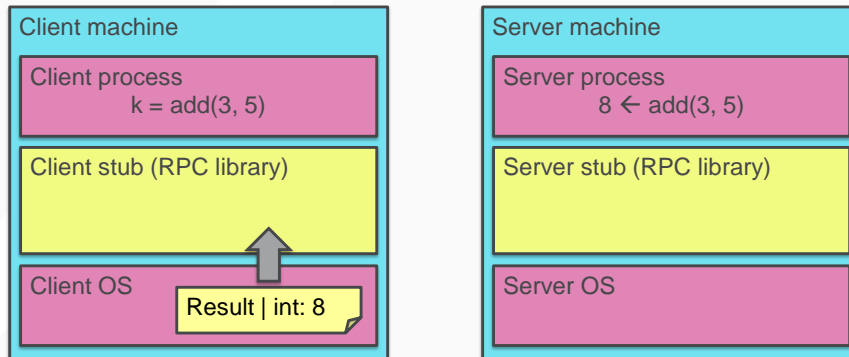 Client machine
Client process
k = add(3, 5)
Client stub (RPC library)
Client OS
Result | int: 8
Server machine
Server process
8 ← add(3, 5)
Server stub (RPC library)
Server OS